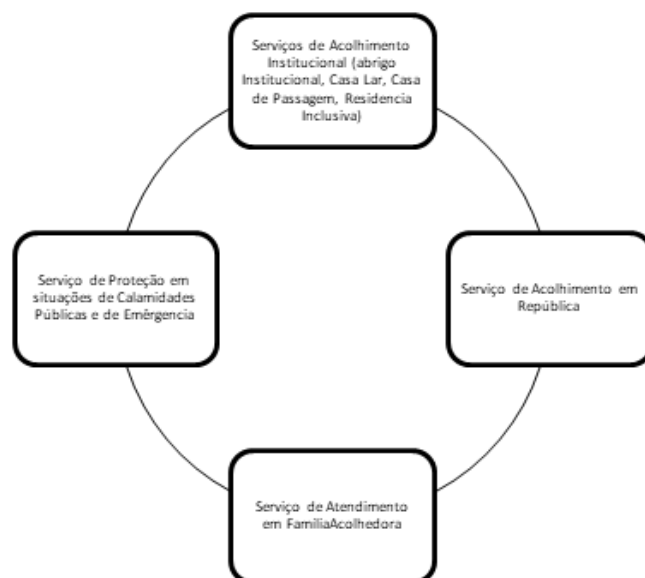 Serviços de Acolhimento
Institucional (abrigo
Institucional, Casa Lar, Casa
de Passagem, Residencia
Inclusiva)
Serviço de Proteção em
situações de Calamidades
Públicas e de Emêrgencia
Serviço de Acolhimento em
República
Serviço de Atendimento
em FamiliaAcolhedora